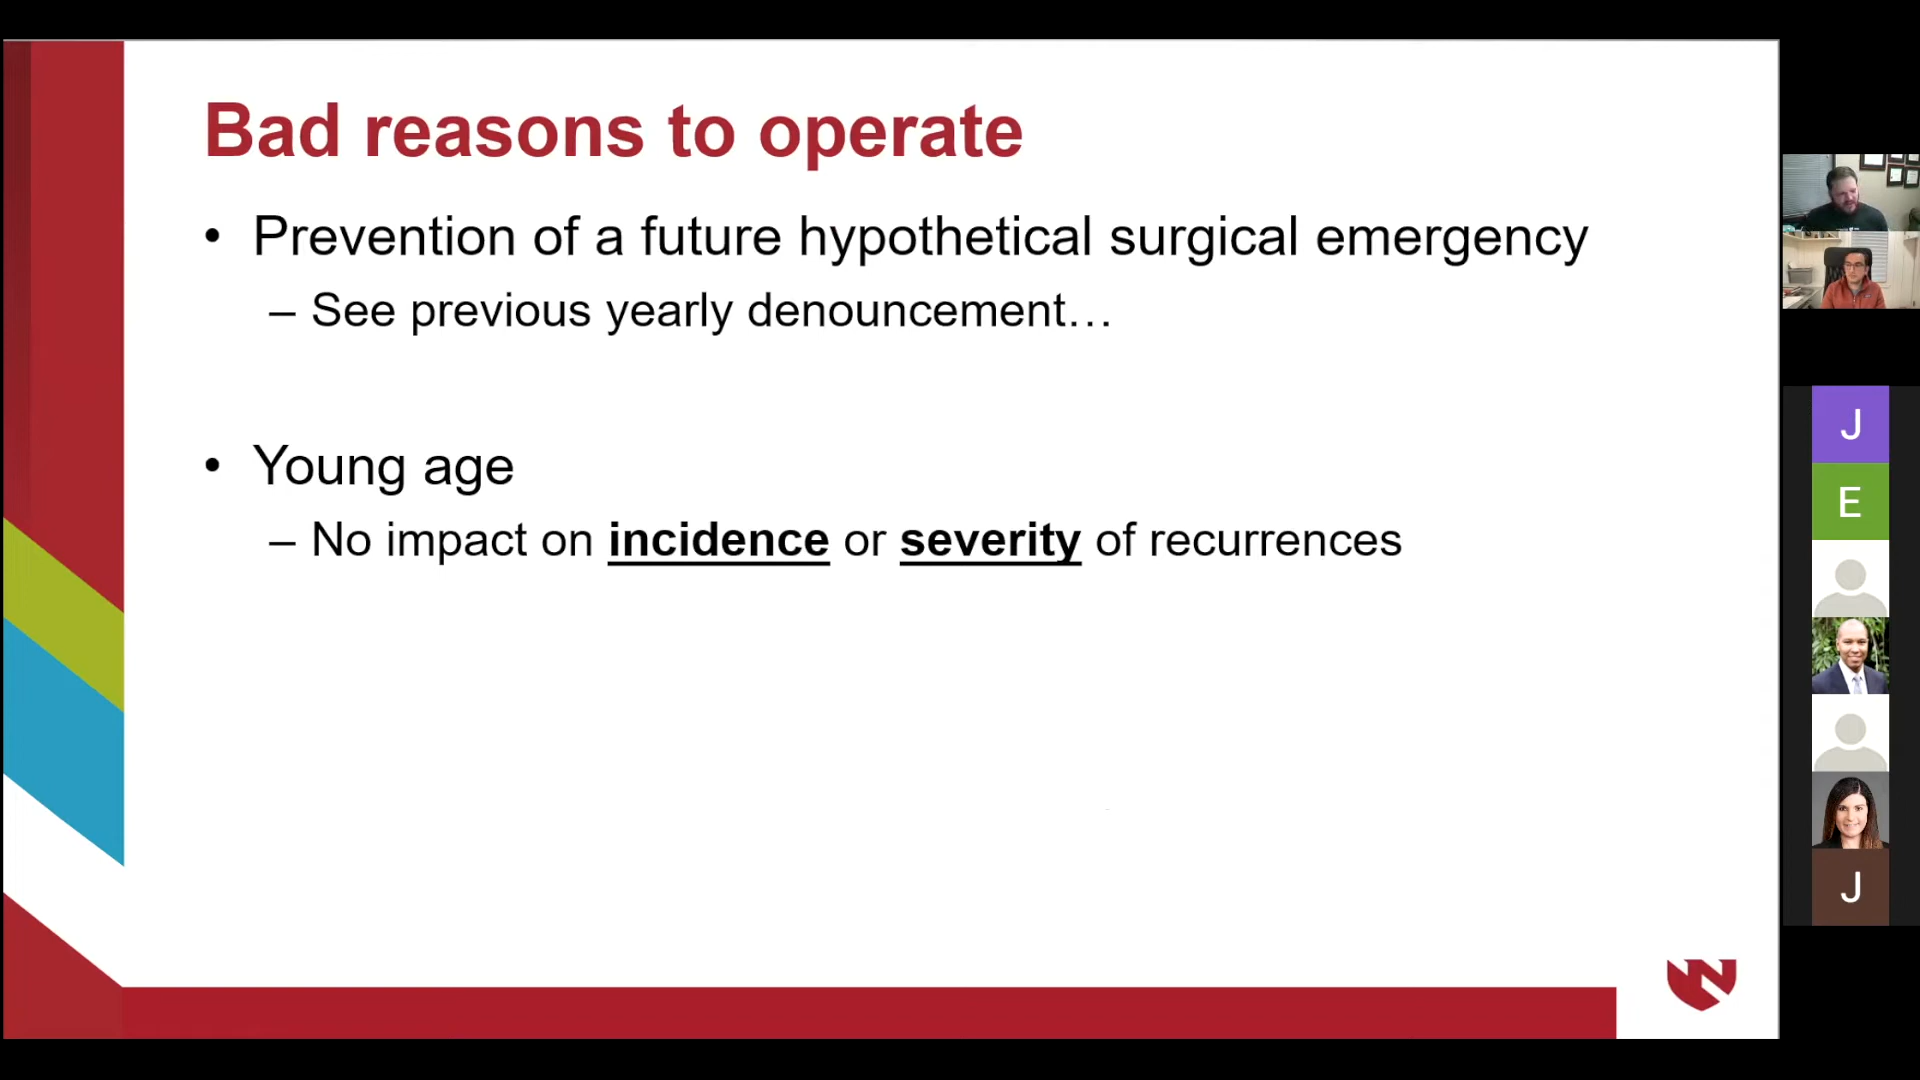 Bad reasons to operate
• Prevention of a future hypothetical surgical emergency
– See previous yearly denouncement…
• Young age
– No impact on incidence or severity of recurrences
J
E
J